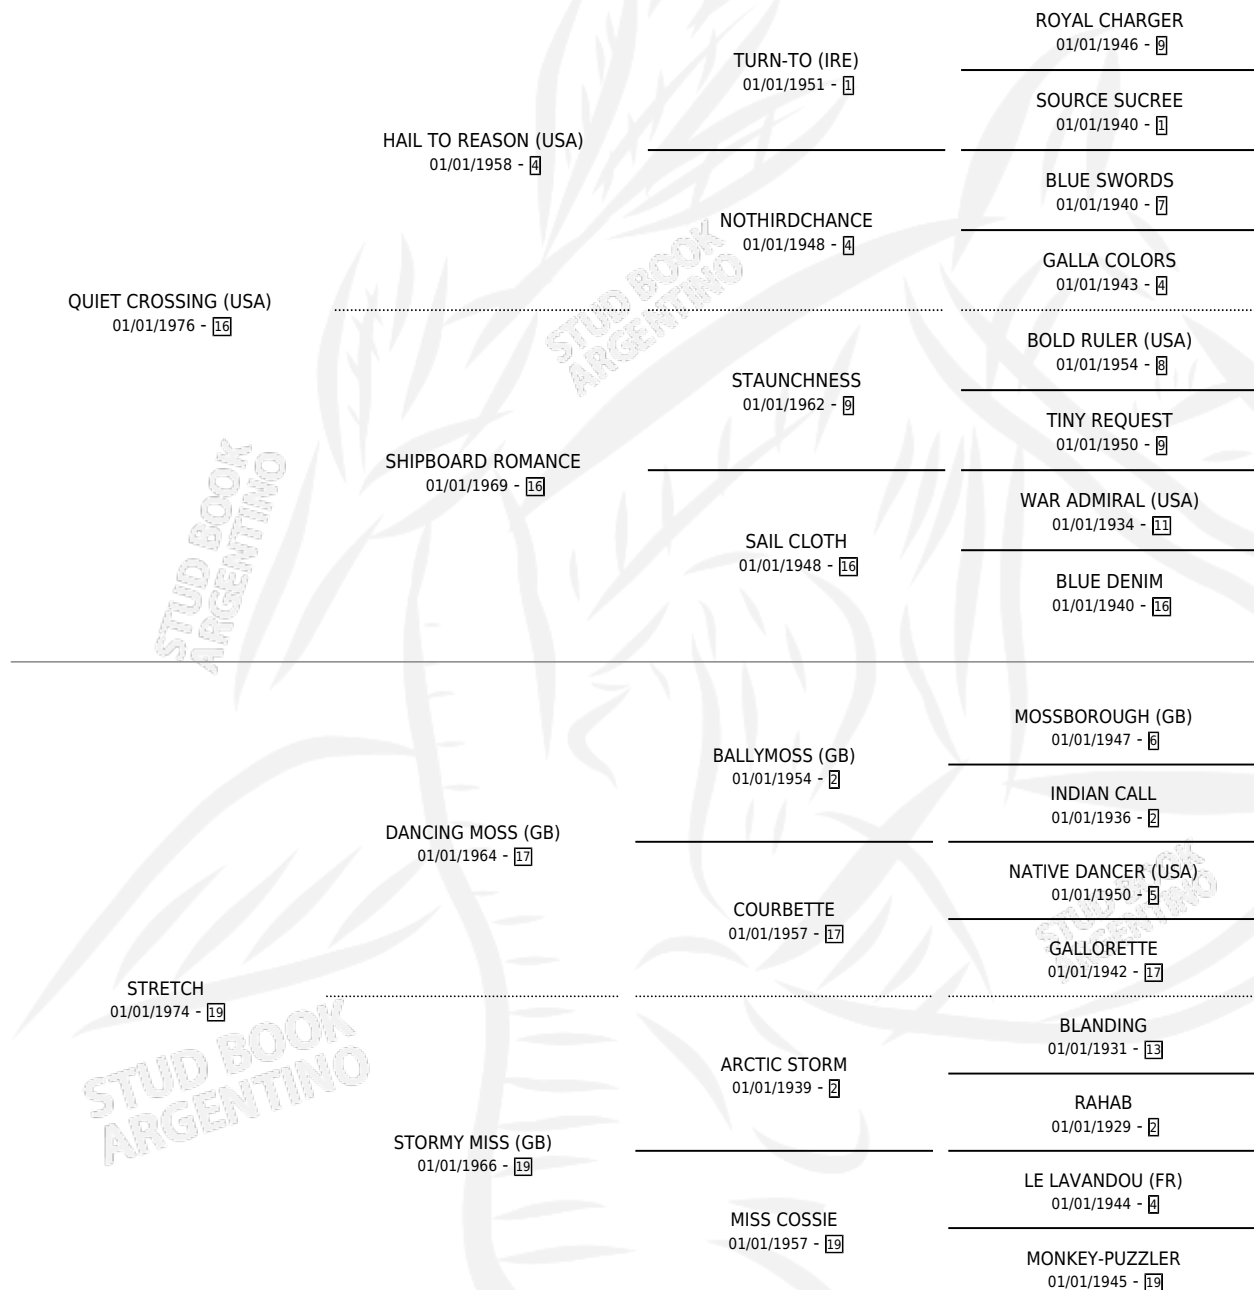 ROYAL CHARGER
01/01/1946 - 9
TURN-TO (IRE)
01/01/1951 - 1
SOURCE SUCREE
01/01/1940 - 1
HAIL TO REASON (USA)
01/01/1958 - 4
BLUE SWORDS
01/01/1940 - 7
NOTHIRDCHANCE
01/01/1948 - 4
GALLA COLORS
01/01/1943 - 4
QUIET CROSSING (USA)
01/01/1976 - 16
BOLD RULER (USA)
01/01/1954 - 8
STAUNCHNESS
01/01/1962 - 9
TINY REQUEST
01/01/1950 - 9
SHIPBOARD ROMANCE
01/01/1969 - 16
WAR ADMIRAL (USA)
01/01/1934 - 11
SAIL CLOTH
01/01/1948 - 16
BLUE DENIM
01/01/1940 - 16
MOSSBOROUGH (GB)
01/01/1947 - 6
BALLYMOSS (GB)
01/01/1954 - 2
INDIAN CALL
01/01/1936 - 2
DANCING MOSS (GB)
01/01/1964 - 17
NATIVE DANCER (USA)
01/01/1950 - 5
COURBETTE
01/01/1957 - 17
GALLORETTE
01/01/1942 - 17
STRETCH
01/01/1974 - 19
BLANDING
01/01/1931 - 13
ARCTIC STORM
01/01/1939 - 2
RAHAB
01/01/1929 - 2
STORMY MISS (GB)
01/01/1966 - 19
LE LAVANDOU (FR)
01/01/1944 - 4
MISS COSSIE
01/01/1957 - 19
MONKEY-PUZZLER
01/01/1945 - 19
STUD BOOK
ARGENTINO
STUD BOOK
ARGENTINO
STUD BOOK
ARGENTINO
STUD BOOK
ARGENTINO